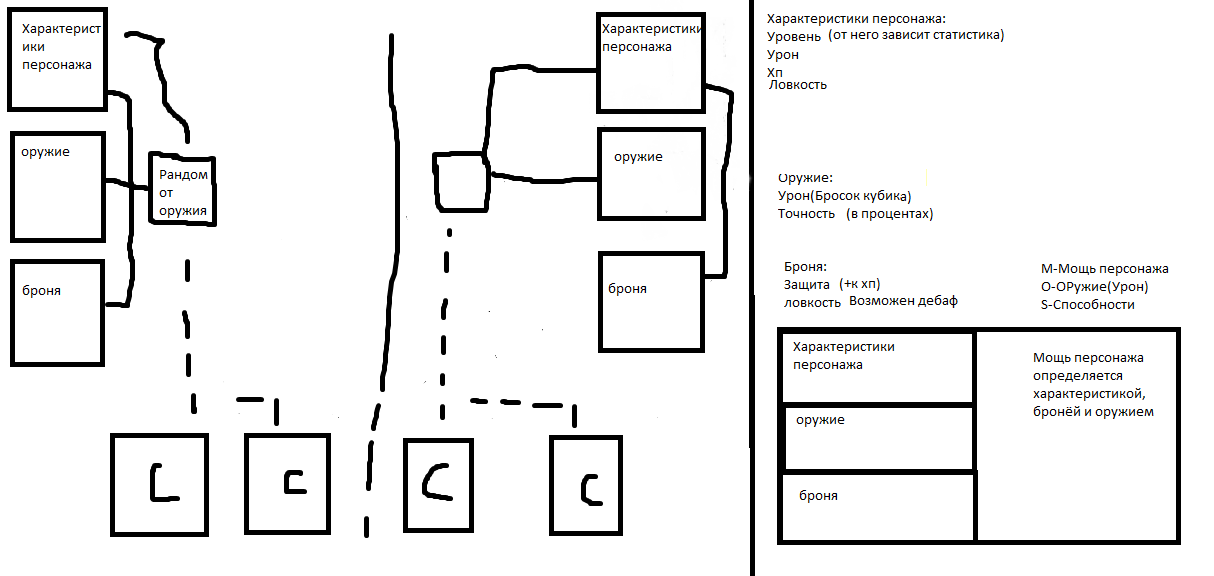 Характерист
ики
персонажа
оружие
броня
Рандом
от
оружия
С
С
Характеристики
персонажа
оружие
броня
С
С
Характеристики персонажа:
Уровень (от него зависит статистика)
Урон
Хп
Ловкость
Оружие:
Урон(Бросок кубика)
Точность (в процентах)
Броня:
Защита (+к хп)
ловкость Возможен дебаф
М-Мощь персонажа
О-ОРужие(Урон)
S-Способности
Характеристики
персонажа
оружие
броня
Мощь персонажа
определяется
характеристикой,
бронёй и оружием